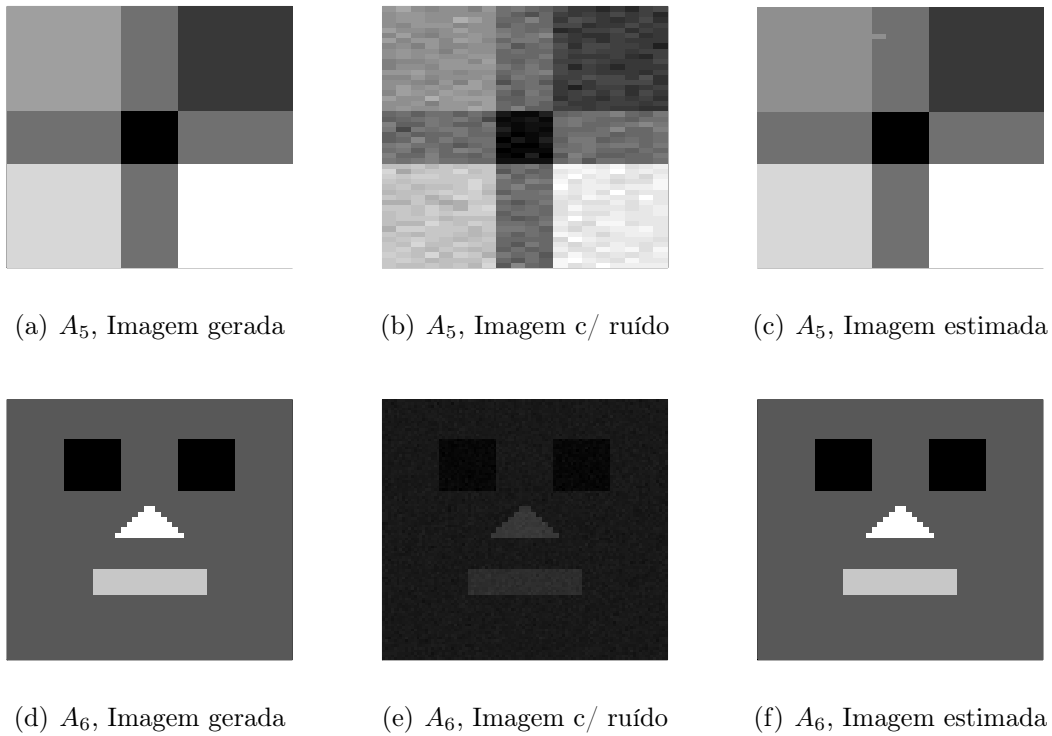 (a) A₅, Imagem gerada
(b) A₅, Imagem c/ ruído
(c) A₅, Imagem estimada
(d) A₆, Imagem gerada
(e) A₆, Imagem c/ ruído
(f) A₆, Imagem estimada